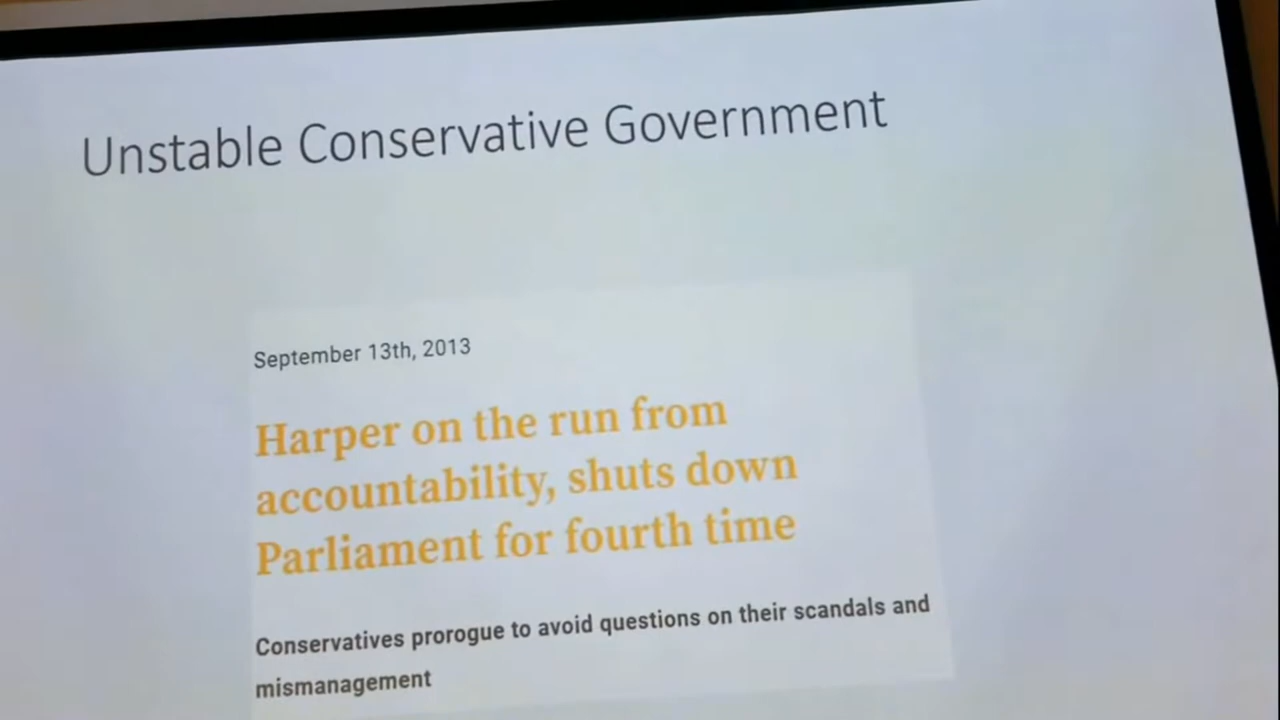 Unstable Conservative Government
September 13th, 2013
Harper on the run from
accountability, shuts down
Parliament for fourth time
Conservatives prorogue to avoid questions on their scandals and
mismanagement